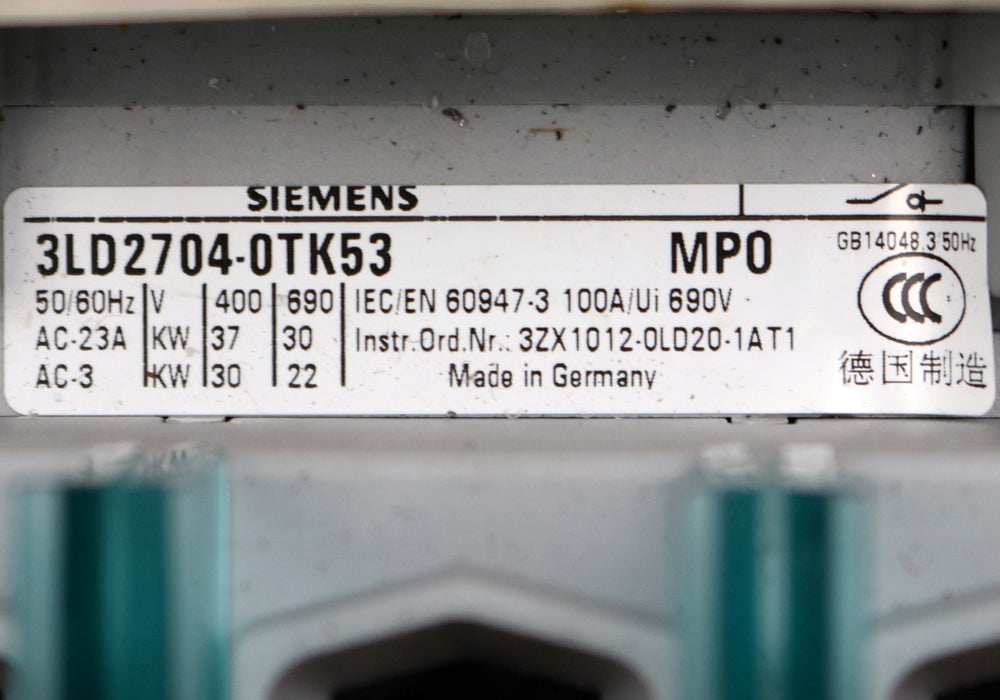 SIEMENS
3LD2704-0TK53 MP0 GB14048.3 50Hz
50/60Hz V 400 690 IEC/EN 60947-3 100A/Ui 690V
AC-23A KW 37 30 Instr.Ord.Nr.: 3ZX1012-0LD20-1AT1
AC-3 KW 30 22 Made in Germany
CCC
德国制造